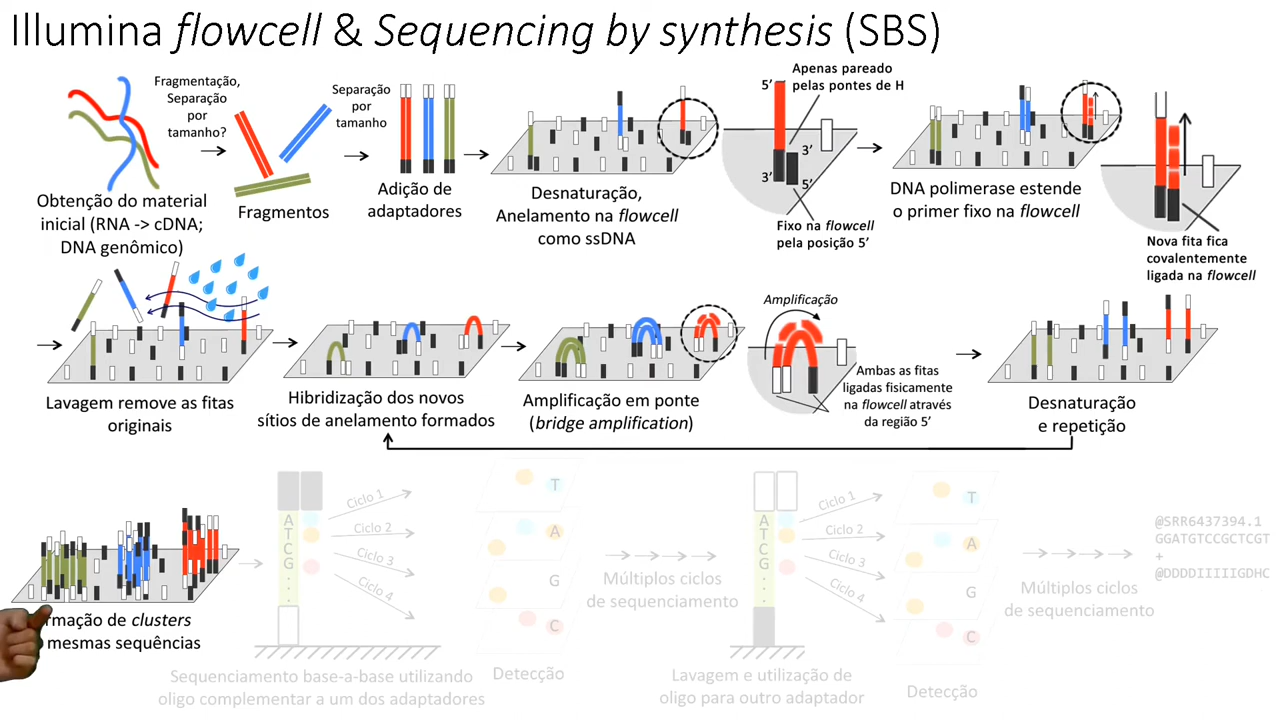 Illumina flowcell & Sequencing by synthesis (SBS)
Fragmentação,
Separação
por
tamanho?
Separação
por
tamanho
Obtenção do material
inicial (RNA -> cDNA;
DNA genômico)
Fragmentos
Adição de
adaptadores
Desnaturação,
Anelamento na flowcell
como ssDNA
Apenas pareado
pelas pontes de H
5’
3’
3’
5’
Fixo na flowcell
pela posição 5’
DNA polimerase estende
o primer fixo na flowcell
Nova fita fica
covalentemente
ligada na flowcell
Lavagem remove as fitas
originais
Hibridização dos novos
sítios de anelamento formados
Amplificação em ponte
(bridge amplification)
Amplificação
Ambas as fitas
ligadas fisicamente
na flowcell através
da região 5’
Desnaturação
e repetição
rmação de clusters
mesmas sequências
A
T
C
G
.
.
Ciclo 1
Ciclo 2
Ciclo 3
Ciclo 4
T
A
G
C
Sequenciamento base-a-base utilizando
oligo complementar a um dos adaptadores
Detecção
Múltiplos ciclos
de sequenciamento
A
T
C
G
.
.
Ciclo 1
Ciclo 2
Ciclo 3
Ciclo 4
T
A
G
C
Lavagem e utilização de
oligo para outro adaptador
Detecção
Múltiplos ciclos
de sequenciamento
@SRR6437394.1
GGATGTCCGCTCGT
+
@DDDDIIIIIGDHC